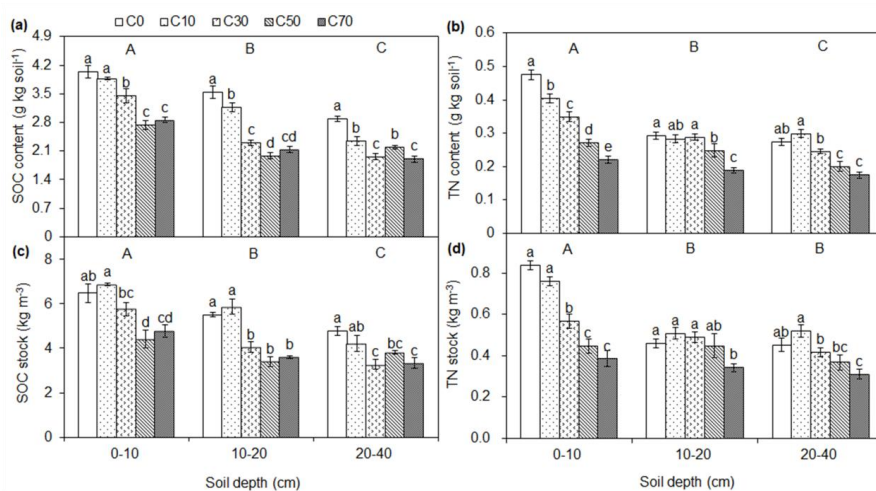 (a) C0 C10 C30 C50 C70
4.9
4.2
3.5
2.8
2.1
1.4
0.7
0
SOC content (g kg soil-1)
A B C
a a b c c
a b c d cd
a b c b c
(b)
0.6
0.5
0.4
0.3
0.2
0.1
0
TN content (g kg soil-1)
A B C
a b c d e
a ab a b c
ab a b c c
(c)
8
6
4
2
0
SOC stock (kg m-3)
A B C
ab a bc d cd
a a b b b
a ab c bc c
0-10 10-20 20-40
Soil depth (cm)
(d)
0.8
0.6
0.4
0.2
0.0
TN stock (kg m-3)
A B B
a a b c c
a a a ab b
ab a b bc c
0-10 10-20 20-40
Soil depth (cm)